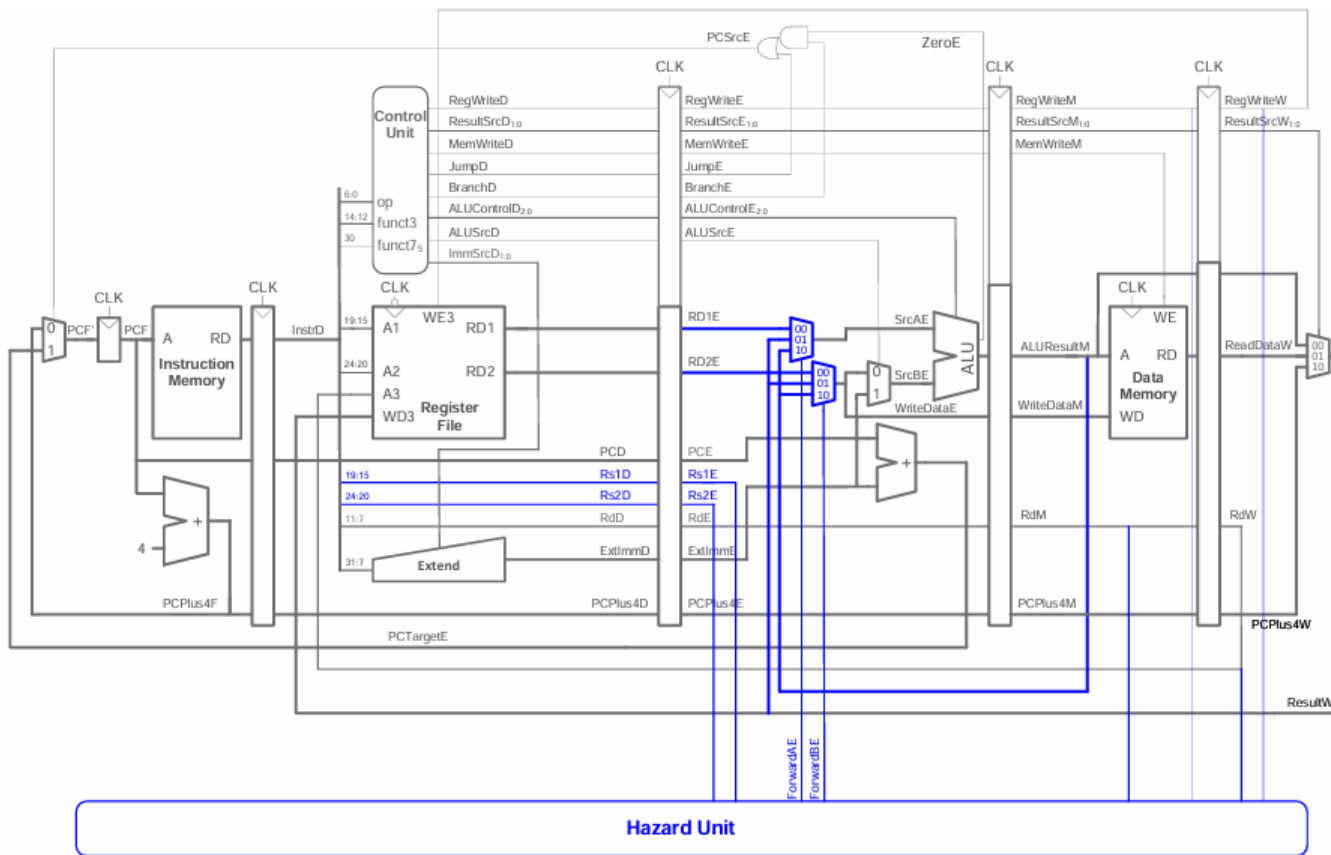 PCSrcE
ZeroE
CLK
CLK
CLK
Control
Unit
RegWriteD
RegWriteE
RegWriteM
RegWriteW
ResultSrcD1:0
ResultSrcE1:0
ResultSrcM1:0
ResultSrcW1:0
MemWriteD
MemWriteE
MemWriteM
JumpD
JumpE
BranchD
BranchE
6:0
op
ALUControlD2:0
ALUControlE2:0
14:12
funct3
ALUSrcD
ALUSrcE
30
funct75
ImmSrcD1:0
CLK
CLK
CLK
CLK
0
1
PCF'
PCF
A
RD
Instruction
Memory
InstrD
19:15
A1
WE3
RD1
RD1E
00
01
10
SrcAE
ALU
ALUResultM
WE
A
RD
Data
Memory
WD
ReadDataW
00
01
10
24:20
A2
RD2
RD2E
00
01
10
0
1
SrcBE
A3
WD3
Register
File
WriteDataE
WriteDataM
PCD
PCE
+
19:15
Rs1D
Rs1E
24:20
Rs2D
Rs2E
11:7
RdD
RdE
RdM
RdW
+
4
31:7
Extend
ExtImmD
ExtImmE
PCPlus4F
PCPlus4D
PCPlus4E
PCPlus4M
PCPlus4W
PCTargetE
ResultW
ForwardAE
ForwardBE
Hazard Unit